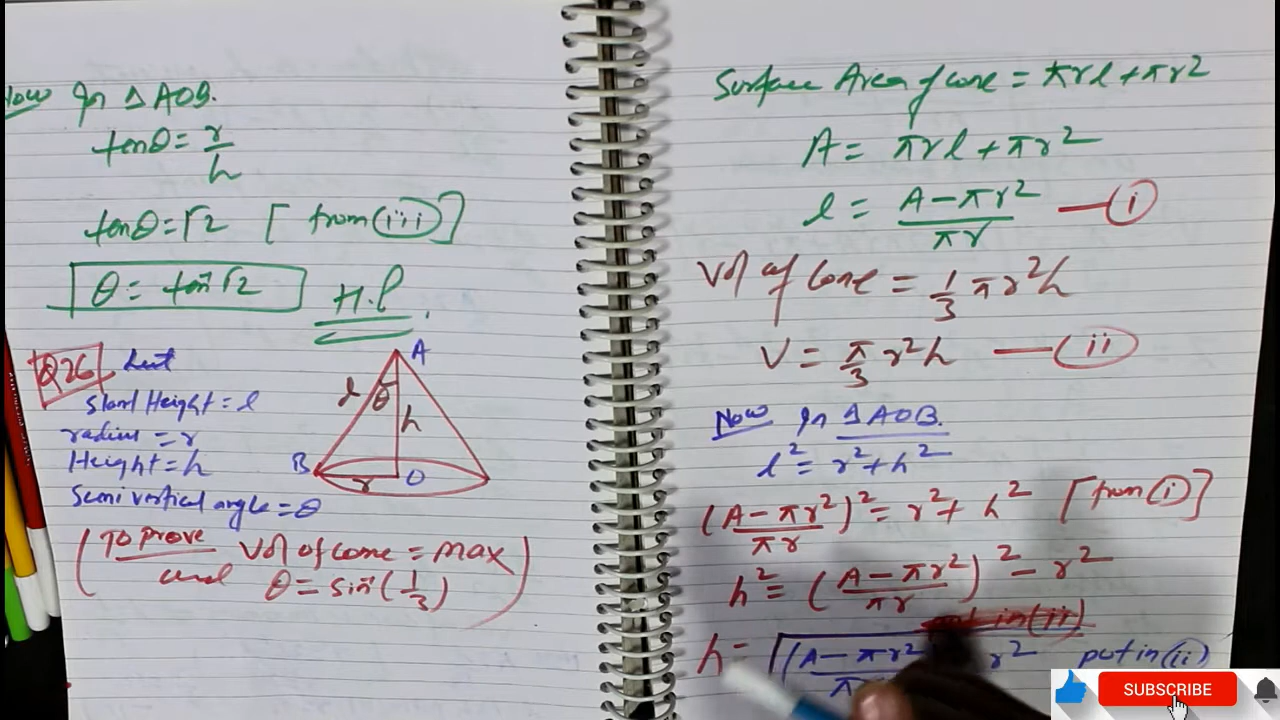 Now In △AOB.
tanθ = r/h
tanθ = √2 [from (iii)]
θ = tan⁻¹√2 H.P.
Q26 Let
Slant Height = l
radius = r
Height = h
Semi vertical angle = θ
A
l θ h
B r O
(To prove Vol of Cone = max
and θ = sin⁻¹(1/3))
Surface Area of Cone = πrl + πr²
A = πrl + πr²
l = (A − πr²)/πr — (i)
Vol of Cone = 1/3 πr²h
V = π/3 r²h — (ii)
Now In △AOB.
l² = r² + h²
((A − πr²)/πr)² = r² + h² [from (i)]
h² = ((A − πr²)/πr)² − r²
h = √((A − πr² r² put in (ii)
SUBSCRIBE